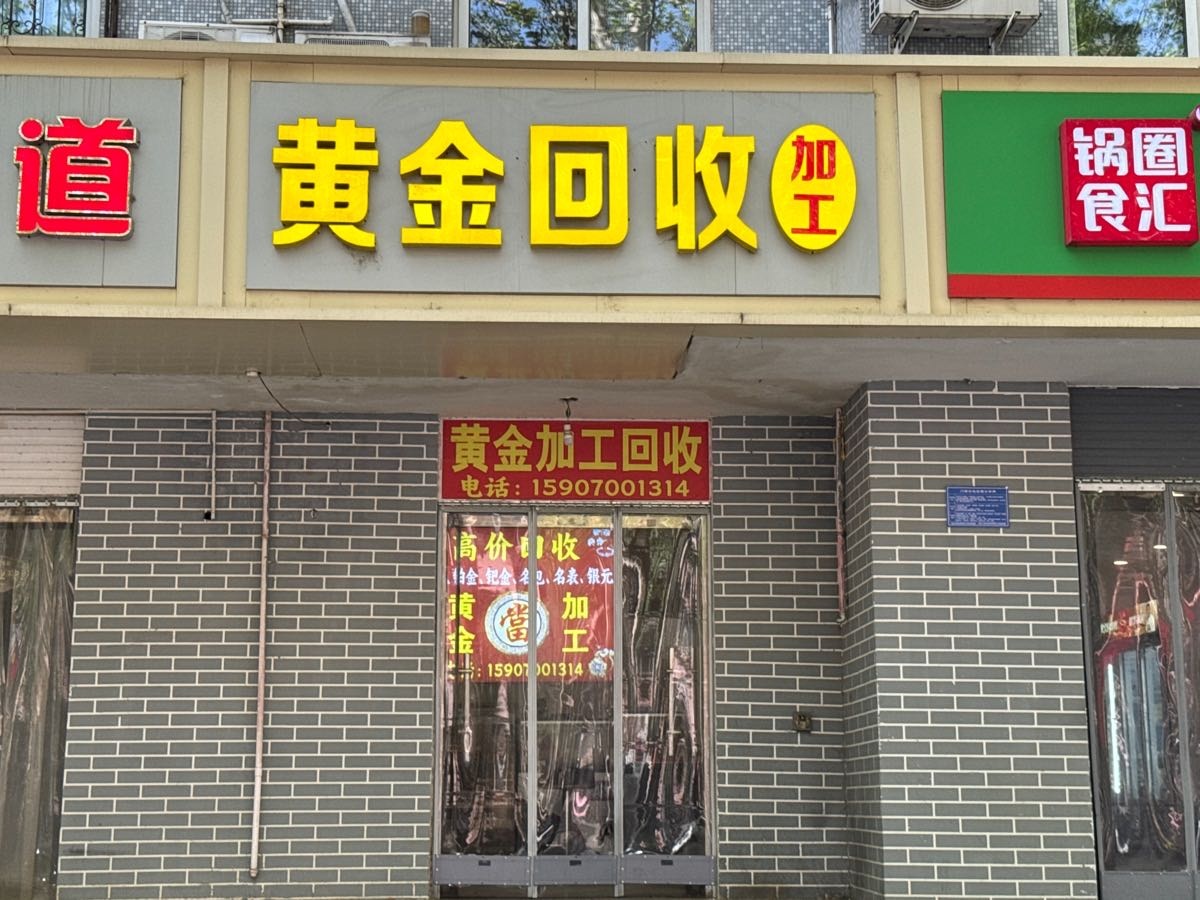 道
黄金回收
加工
锅圈
食汇
黄金加工回收
电话：15907001314
高价回收
铂金、钯金、名包、名表、银元
黄金
當
加工
15907001314